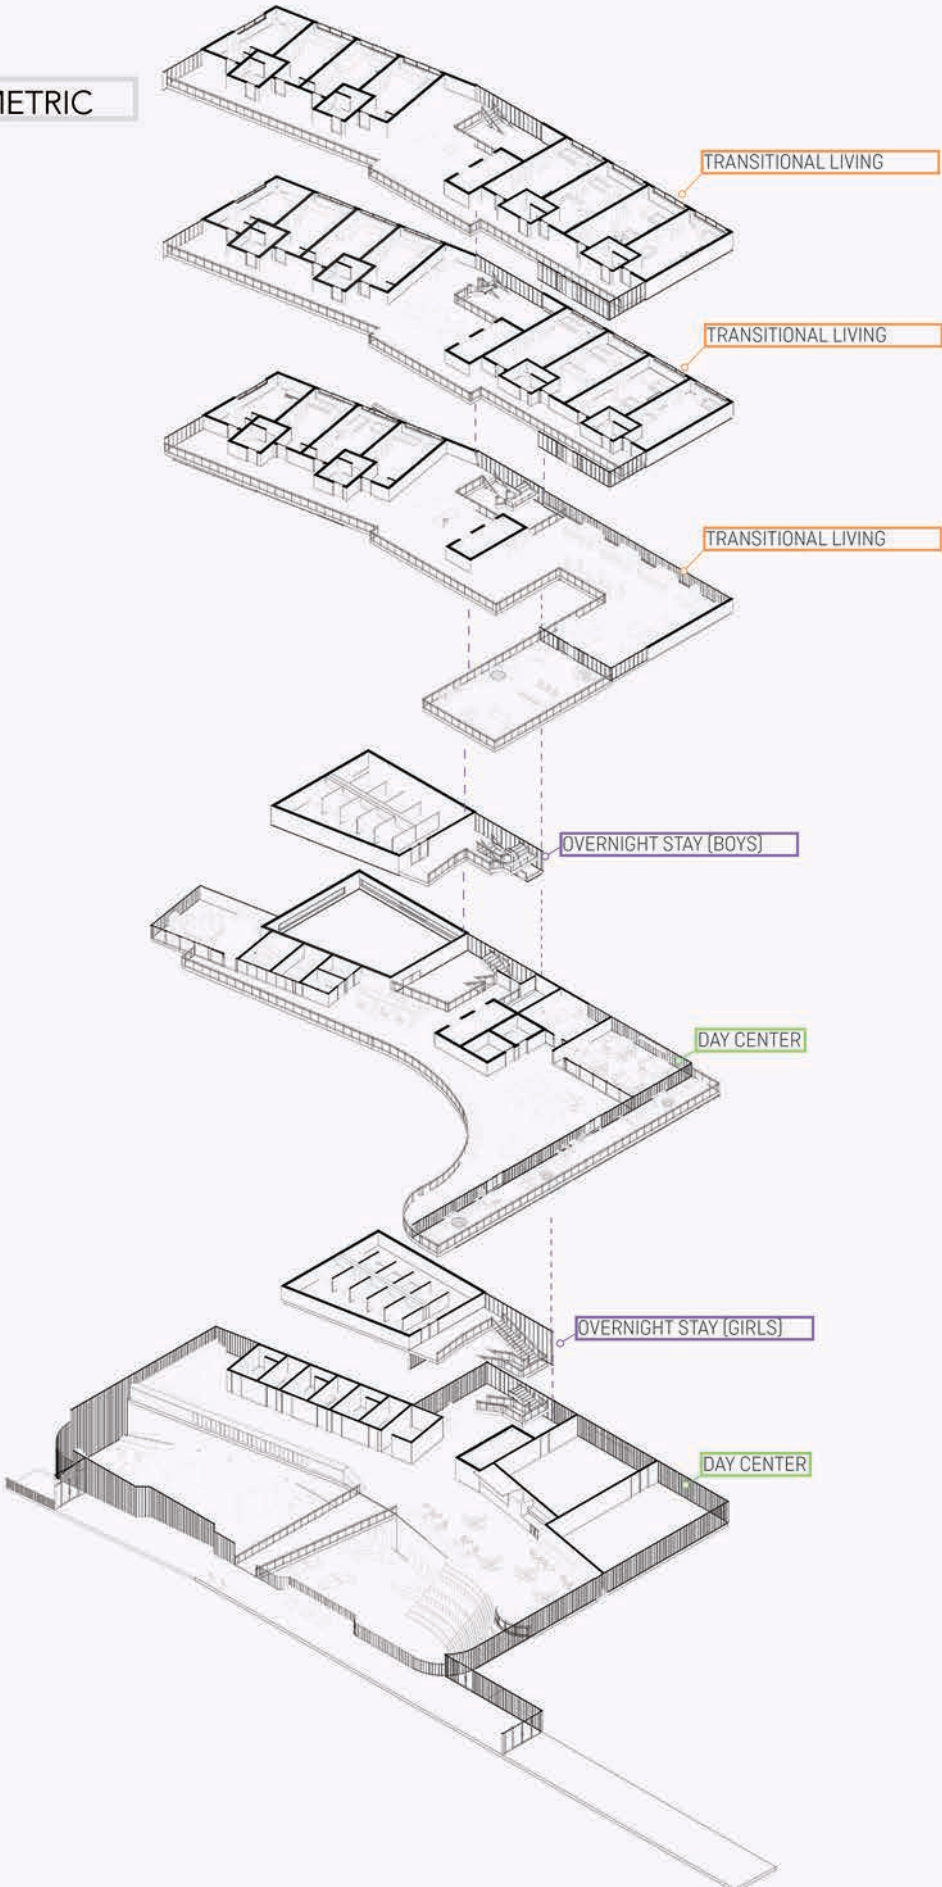 METRIC
TRANSITIONAL LIVING
TRANSITIONAL LIVING
TRANSITIONAL LIVING
OVERNIGHT STAY (BOYS)
DAY CENTER
OVERNIGHT STAY (GIRLS)
DAY CENTER